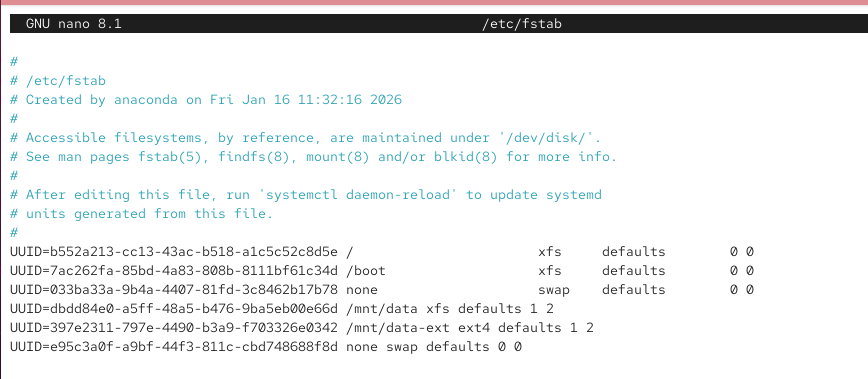 GNU nano 8.1 /etc/fstab
#
# /etc/fstab
# Created by anaconda on Fri Jan 16 11:32:16 2026
#
# Accessible filesystems, by reference, are maintained under `/dev/disk/`.
# See man pages fstab(5), findfs(8), mount(8) and/or blkid(8) for more info.
#
# After editing this file, run `systemctl daemon-reload` to update systemd
# units generated from this file.
#
UUID=b552a213-cc13-43ac-b518-a1c5c52c8d5e / xfs defaults 0 0
UUID=7ac262fa-85bd-4a83-808b-8111bf61c34d /boot xfs defaults 0 0
UUID=033ba33a-9b4a-4407-81fd-3c8462b17b78 none swap defaults 0 0
UUID=dbdd84e0-a5ff-48a5-b476-9ba5eb00e66d /mnt/data xfs defaults 1 2
UUID=397e2311-797e-4490-b3a9-f703326e0342 /mnt/data-ext ext4 defaults 1 2
UUID=e95c3a0f-a9bf-44f3-811c-cbd748688f8d none swap defaults 0 0